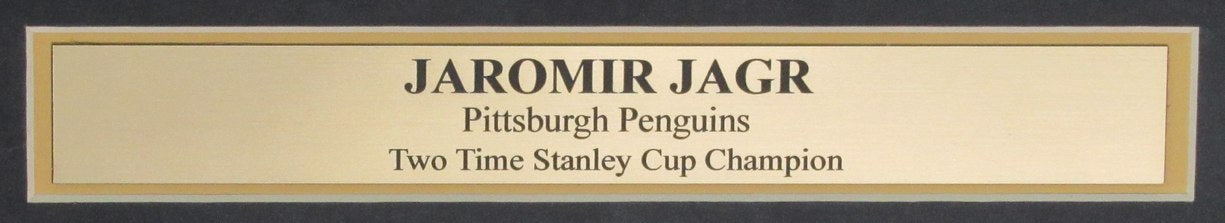 JAROMIR JAGR
Pittsburgh Penguins
Two Time Stanley Cup Champion